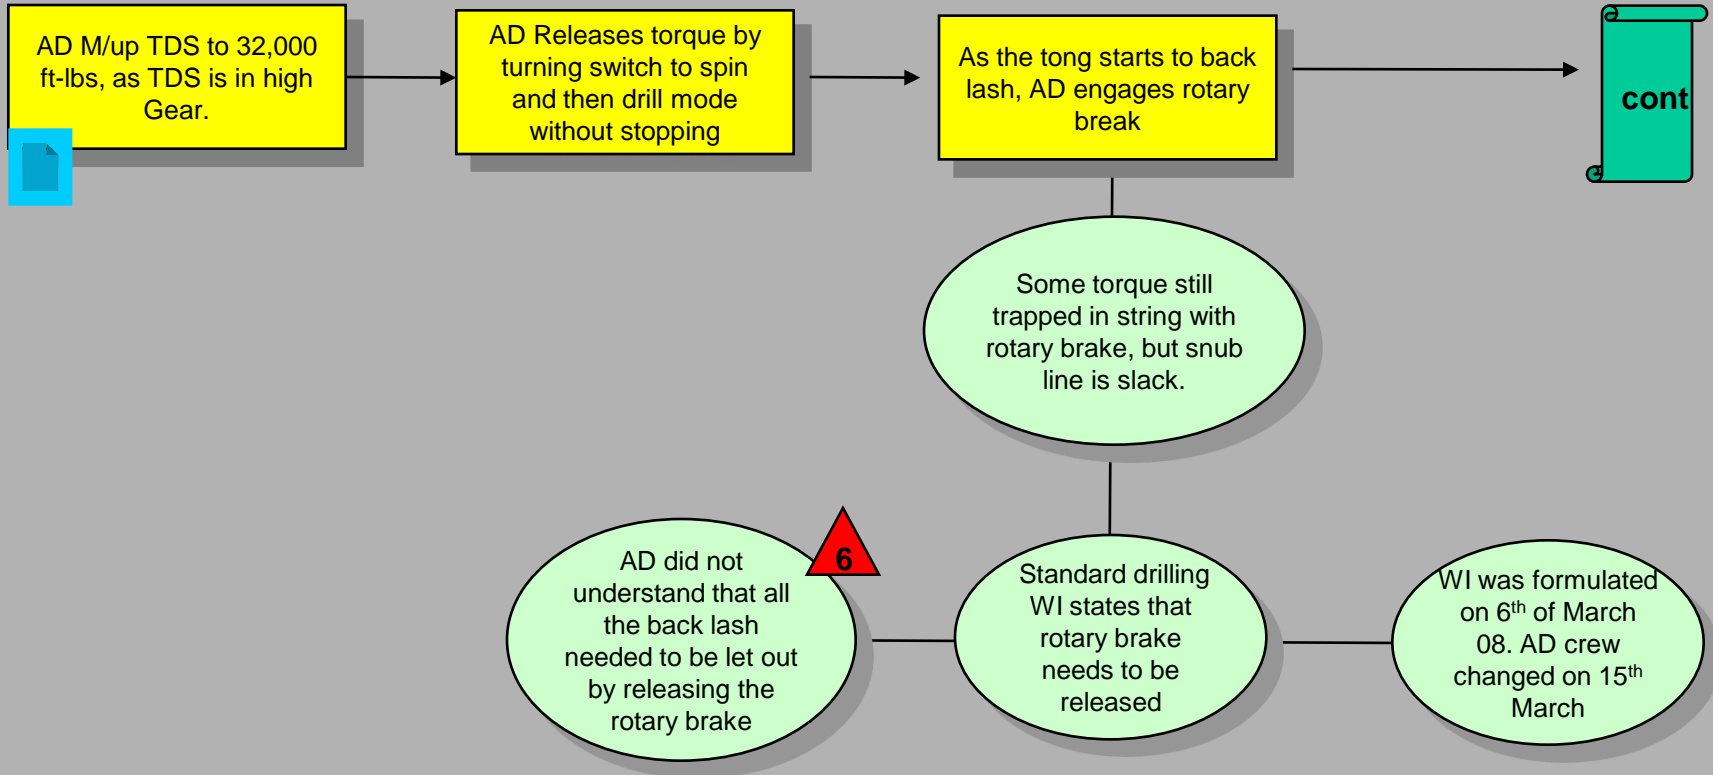 AD M/up TDS to 32,000
ft-lbs, as TDS is in high
Gear.
AD Releases torque by
turning switch to spin
and then drill mode
without stopping
As the tong starts to back
lash, AD engages rotary
break
cont
Some torque still
trapped in string with
rotary brake, but snub
line is slack.
6
AD did not
understand that all
the back lash
needed to be let out
by releasing the
rotary brake
Standard drilling
WI states that
rotary brake
needs to be
released
WI was formulated
on 6th of March
08. AD crew
changed on 15th
March